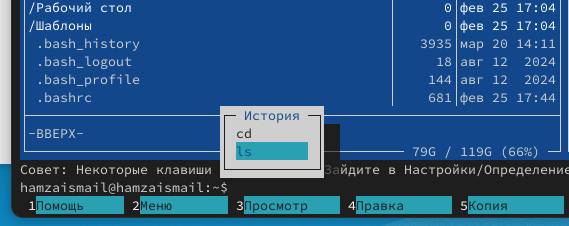 /Рабочий стол 0 фев 25 17:04
/Шаблоны 0 фев 25 17:04
.bash_history 3935 мар 20 14:11
.bash_logout 18 авг 12 2024
.bash_profile 144 авг 12 2024
.bashrc 681 фев 25 17:44
История
-ВВЕРХ-
cd
ls
79G / 119G (66%)
Совет: Некоторые клавиши Зайдите в Настройки/Определение
hamzaismail@hamzaismail:~$
1Помощь 2Меню 3Просмотр 4Правка 5Копия